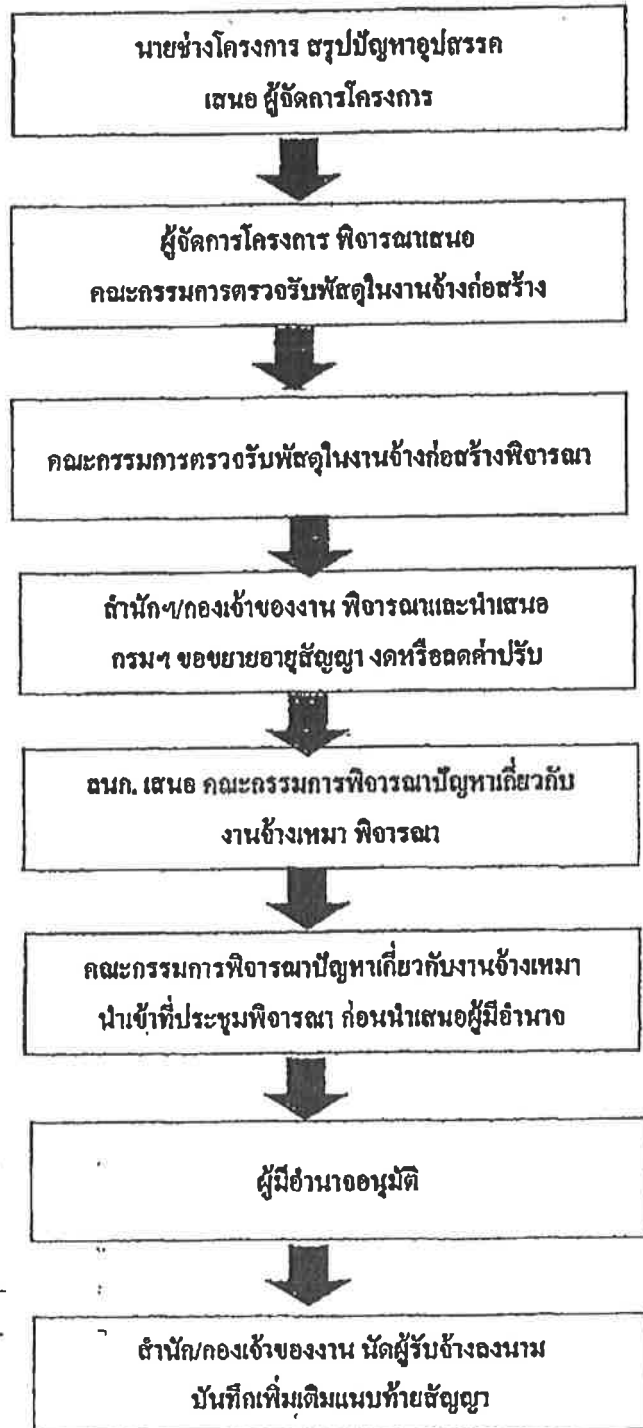 นายช่างโครงการ สรุปปัญหาอุปสรรค
เสนอ ผู้จัดการโครงการ
ผู้จัดการโครงการ พิจารณาเสนอ
คณะกรรมการตรวจรับพัสดุในงานจ้างก่อสร้าง
คณะกรรมการตรวจรับพัสดุในงานจ้างก่อสร้างพิจารณา
สำนักฯ/กองเจ้าของงาน พิจารณาและนำเสนอ
กรมฯ ขอขยายอายุสัญญา งดหรือลดค่าปรับ
ลนก. เสนอ คณะกรรมการพิจารณาปัญหาเกี่ยวกับ
งานจ้างเหมา พิจารณา
คณะกรรมการพิจารณาปัญหาเกี่ยวกับงานจ้างเหมา
นำเข้าที่ประชุมพิจารณา ก่อนนำเสนอผู้มีอำนาจ
ผู้มีอำนาจอนุมัติ
สำนัก/กองเจ้าของงาน นัดผู้รับจ้างลงนาม
บันทึกเพิ่มเติมแนบท้ายสัญญา